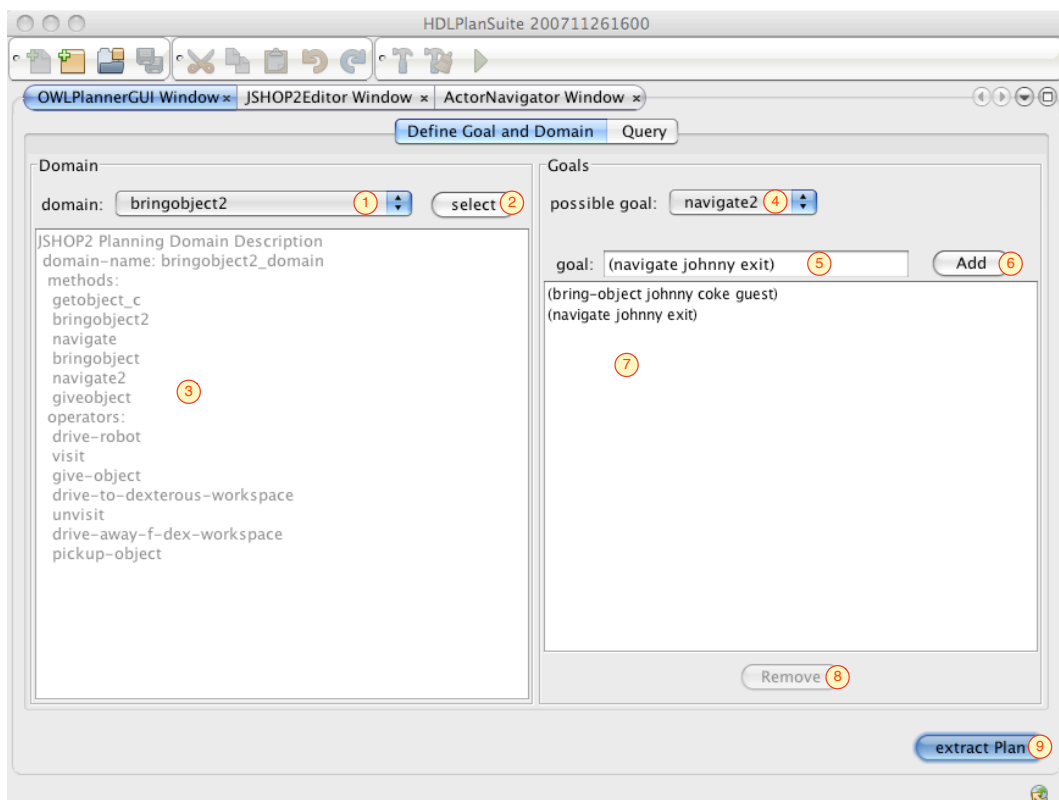 HDLPlanSuite 200711261600
OWLPlannerGUI Window × JSHOP2Editor Window × ActorNavigator Window ×
Define Goal and Domain Query
Domain
domain: bringobject2 1 select 2
JSHOP2 Planning Domain Description
domain-name: bringobject2_domain
methods:
getobject_c
bringobject2
navigate
bringobject
navigate2
giveobject
3
operators:
drive-robot
visit
give-object
drive-to-dexterous-workspace
unvisit
drive-away-f-dex-workspace
pickup-object
Goals
possible goal: navigate2 4
goal: (navigate johnny exit) 5 Add 6
(bring-object johnny coke guest)
(navigate johnny exit)
7
Remove 8
extract Plan 9